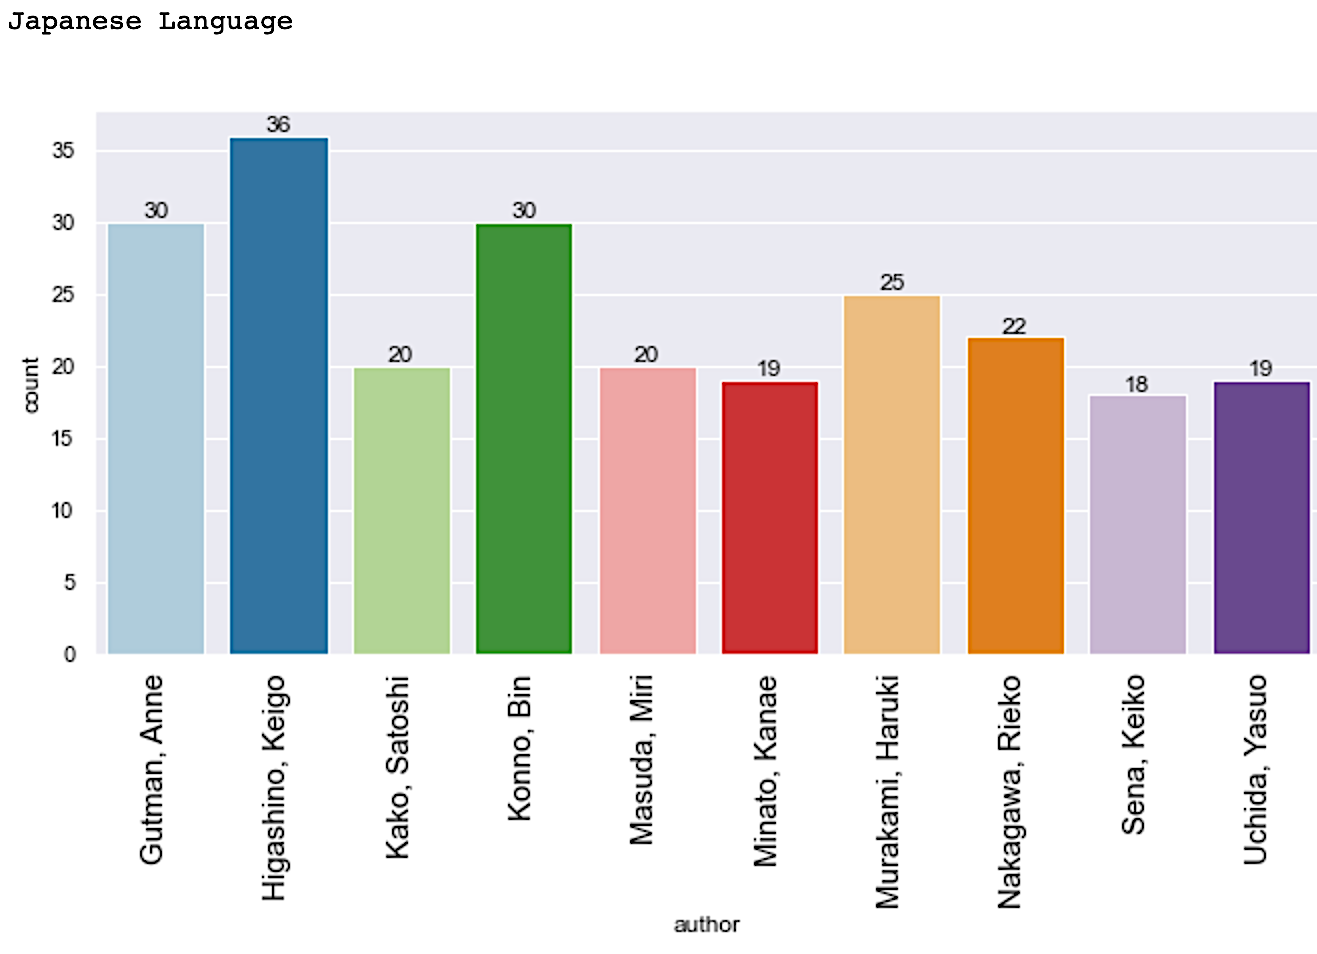 Japanese Language
36
35
30
30
30
25
25
22
20
20
20
19
19
18
15
10
5
0
count
Gutman, Anne
Higashino, Keigo
Kako, Satoshi
Konno, Bin
Masuda, Miri
Minato, Kanae
Murakami, Haruki
Nakagawa, Rieko
Sena, Keiko
Uchida, Yasuo
author